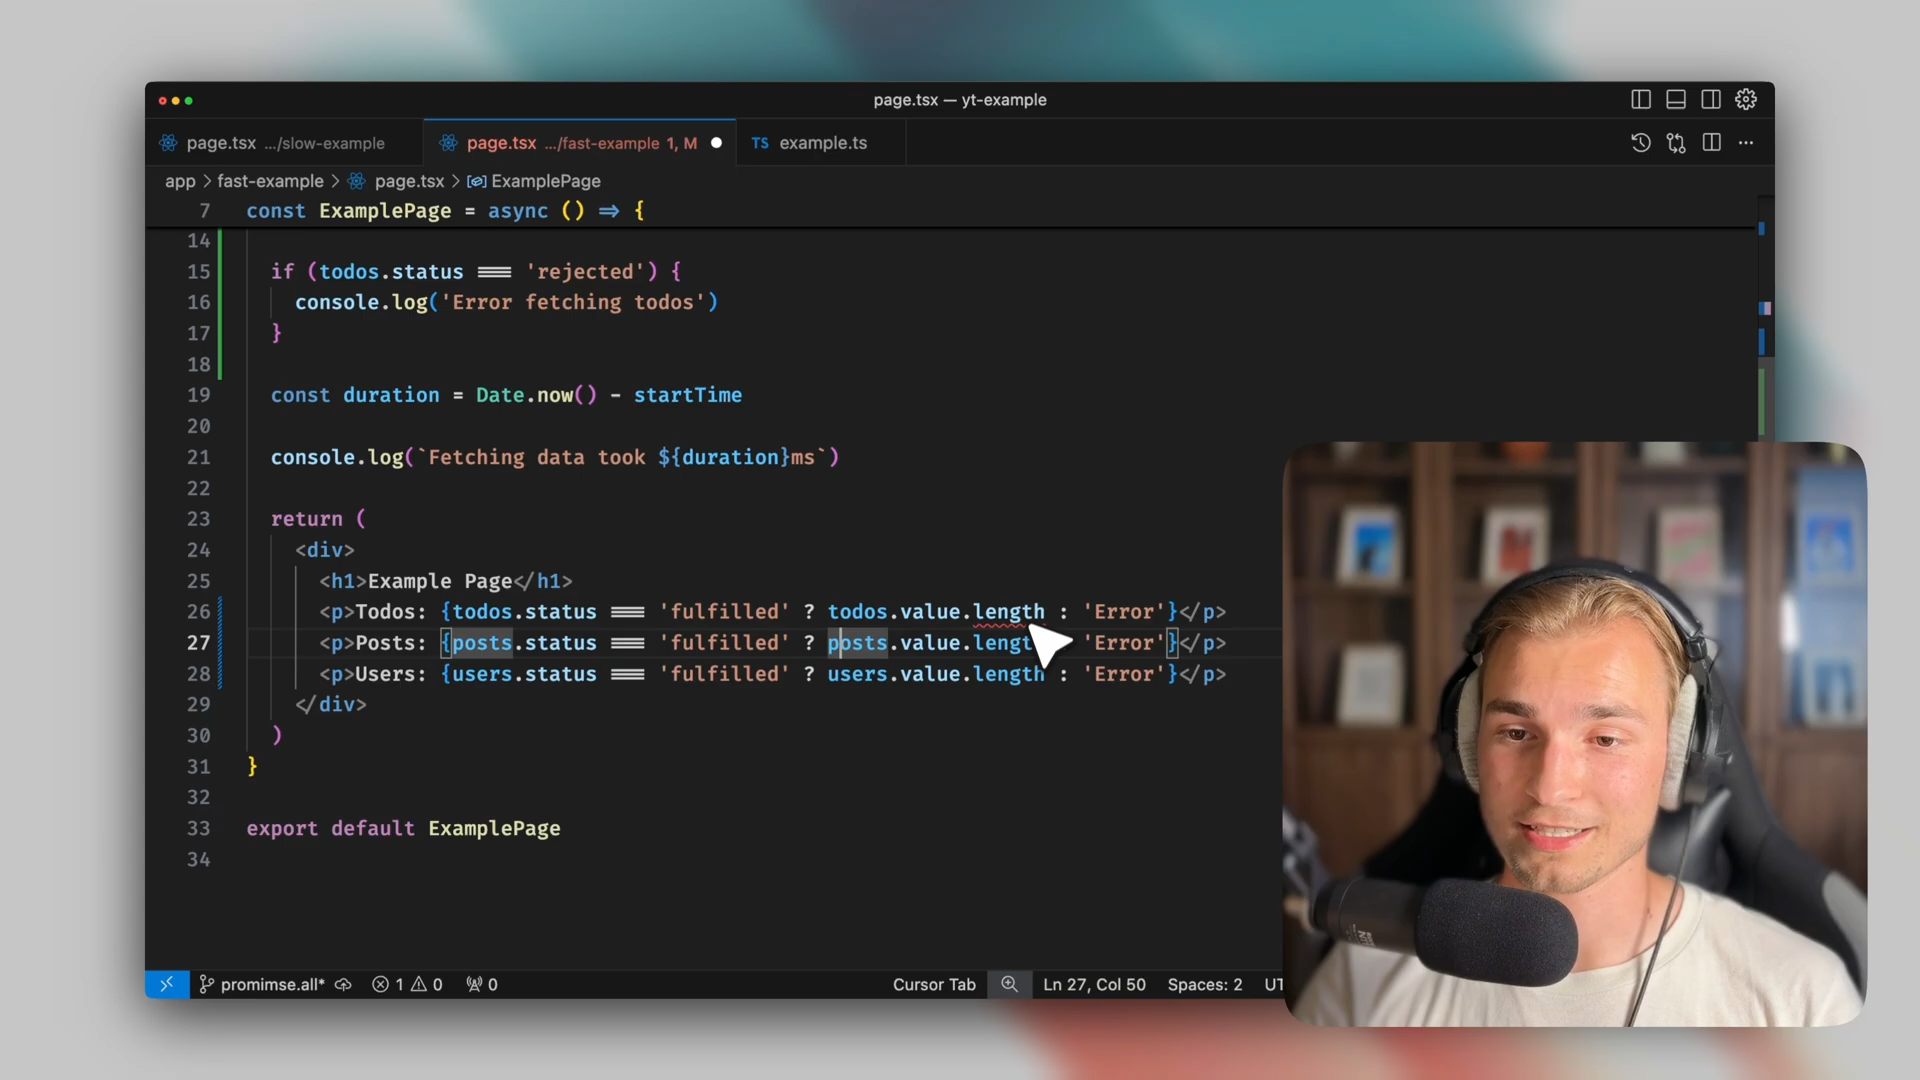 page.tsx — yt-example
page.tsx .../slow-example
page.tsx .../fast-example 1, M
TS example.ts
app > fast-example > page.tsx > ExamplePage
7 const ExamplePage = async () => {
14
15 if (todos.status === 'rejected') {
16 console.log('Error fetching todos')
17 }
18
19 const duration = Date.now() - startTime
20
21 console.log(`Fetching data took ${duration}ms`)
22
23 return (
24 <div>
25 <h1>Example Page</h1>
26 <p>Todos: {todos.status === 'fulfilled' ? todos.value.length : 'Error'}</p>
27 <p>Posts: {posts.status === 'fulfilled' ? posts.value.lengt 'Error'}</p>
28 <p>Users: {users.status === 'fulfilled' ? users.value.length : 'Error'}</p>
29 </div>
30 )
31 }
32
33 export default ExamplePage
34
promimse.all* 1 0 0 Cursor Tab Ln 27, Col 50 Spaces: 2 UT